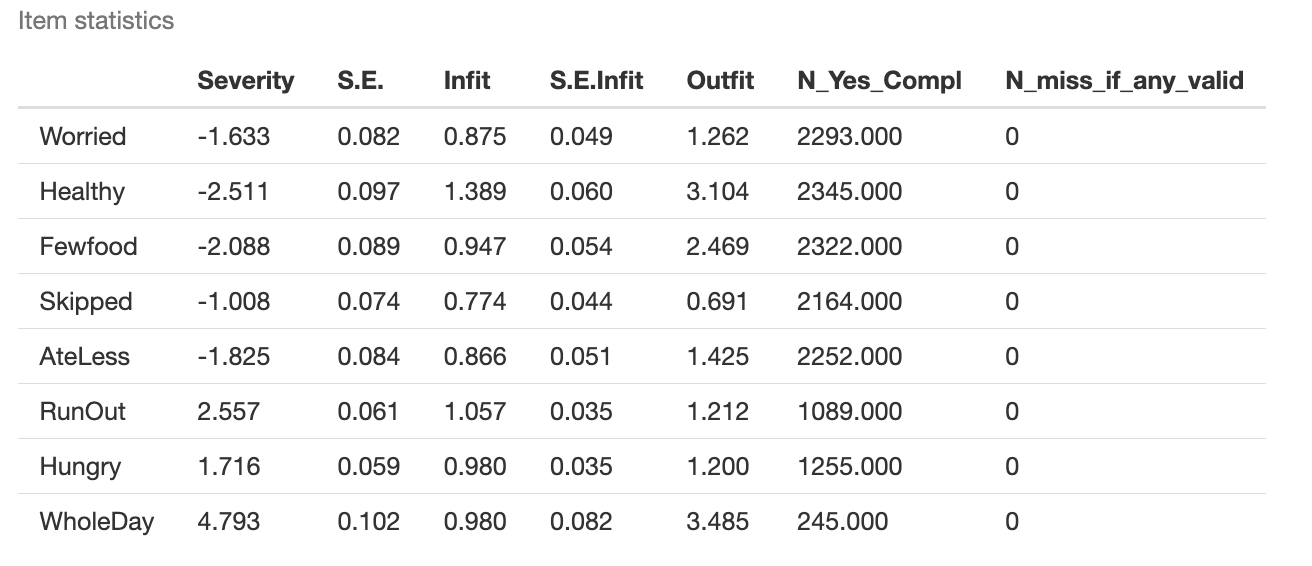 Item statistics
Severity S.E. Infit S.E.Infit Outfit N_Yes_Compl N_miss_if_any_valid
Worried -1.633 0.082 0.875 0.049 1.262 2293.000 0
Healthy -2.511 0.097 1.389 0.060 3.104 2345.000 0
Fewfood -2.088 0.089 0.947 0.054 2.469 2322.000 0
Skipped -1.008 0.074 0.774 0.044 0.691 2164.000 0
AteLess -1.825 0.084 0.866 0.051 1.425 2252.000 0
RunOut 2.557 0.061 1.057 0.035 1.212 1089.000 0
Hungry 1.716 0.059 0.980 0.035 1.200 1255.000 0
WholeDay 4.793 0.102 0.980 0.082 3.485 245.000 0